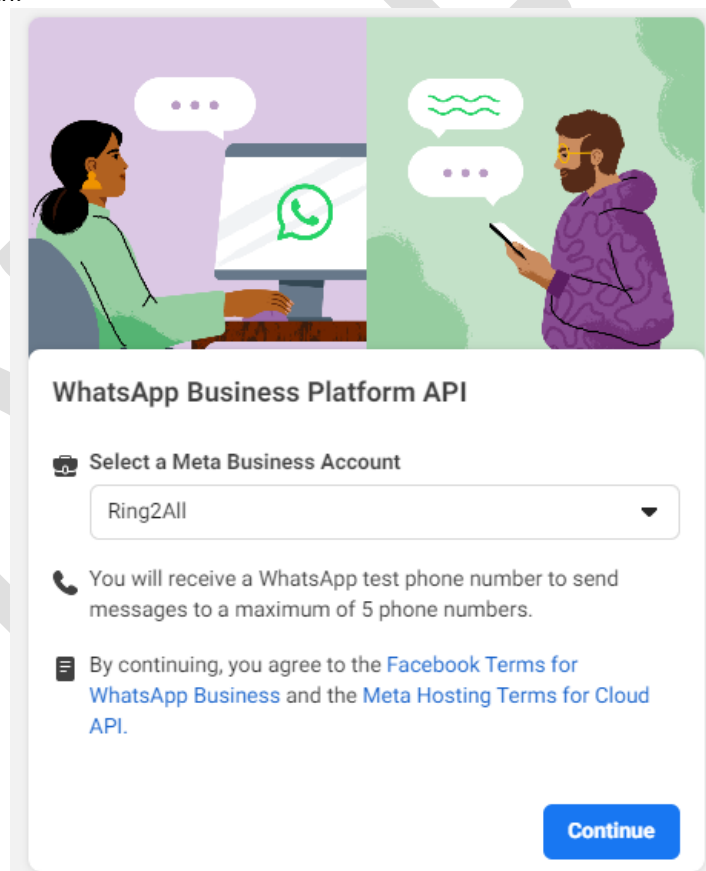 WhatsApp Business Platform API
Select a Meta Business Account
Ring2All
You will receive a WhatsApp test phone number to send
messages to a maximum of 5 phone numbers.
By continuing, you agree to the Facebook Terms for
WhatsApp Business and the Meta Hosting Terms for Cloud
API.
Continue